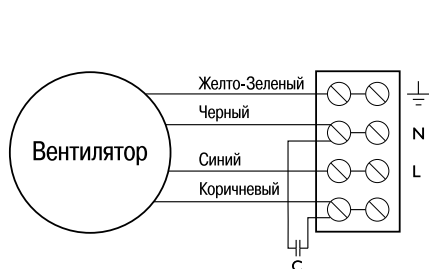 Желто-Зеленый
Черный
N
Вентилятор
Синий
L
Коричневый
C